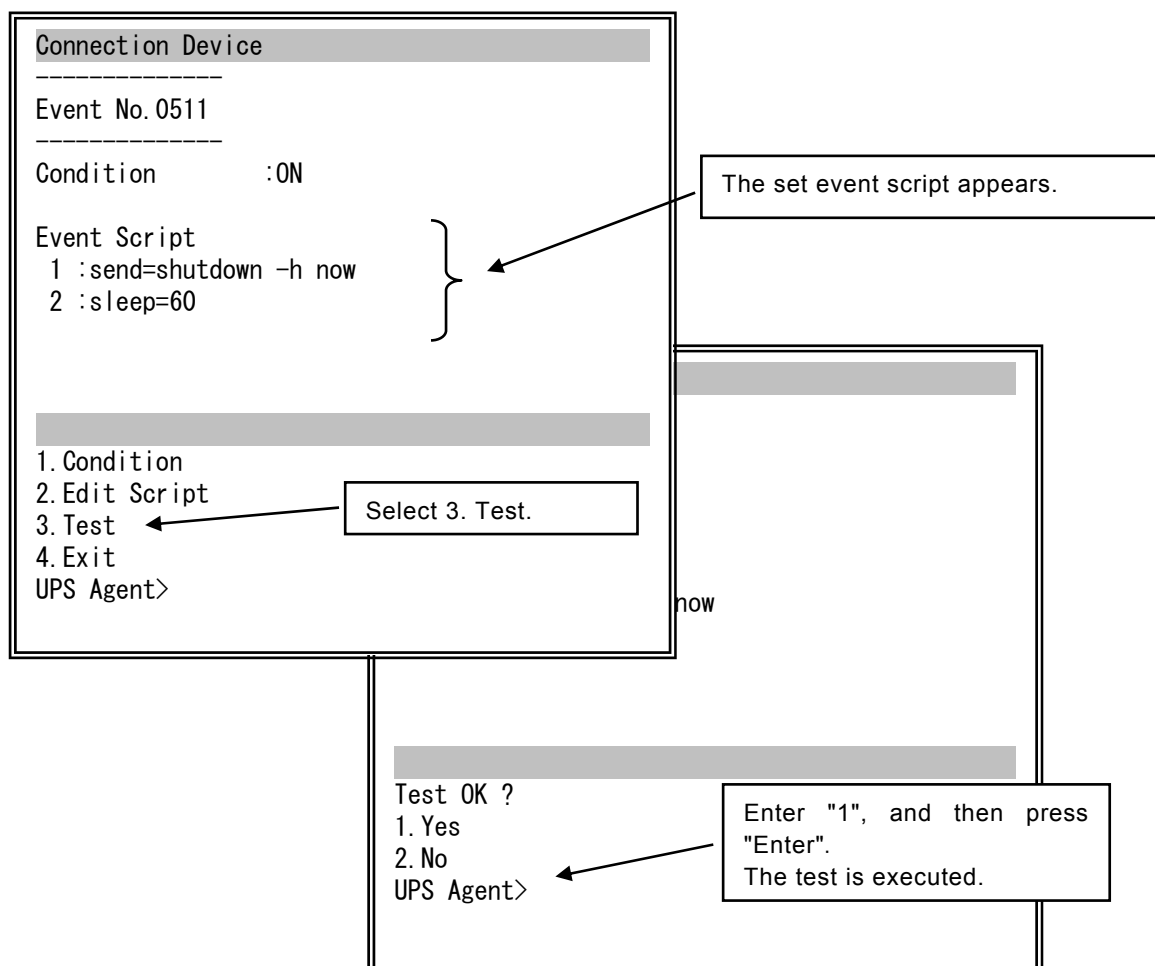 Connection Device
--------------
Event No.0511
--------------
Condition :ON
Event Script
1 :send=shutdown -h now
2 :sleep=60
1.Condition
2.Edit Script
3.Test
4.Exit
UPS Agent>
The set event script appears.
Select 3. Test.
now
Test OK ?
1.Yes
2.No
UPS Agent>
Enter "1", and then press
"Enter".
The test is executed.